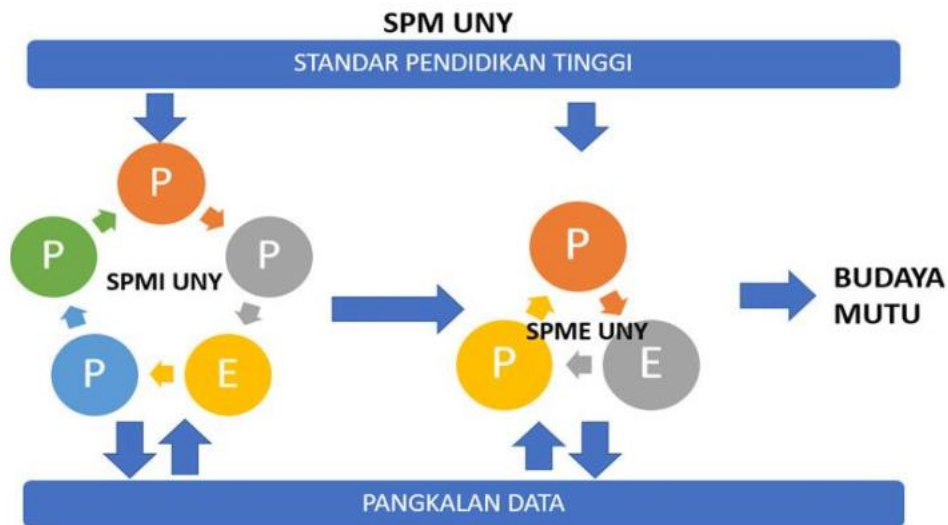 SPM UNY
STANDAR PENDIDIKAN TINGGI
P
P
P
SPMI UNY
P
E
P
SPME UNY
P
E
BUDAYA
MUTU
PANGKALAN DATA